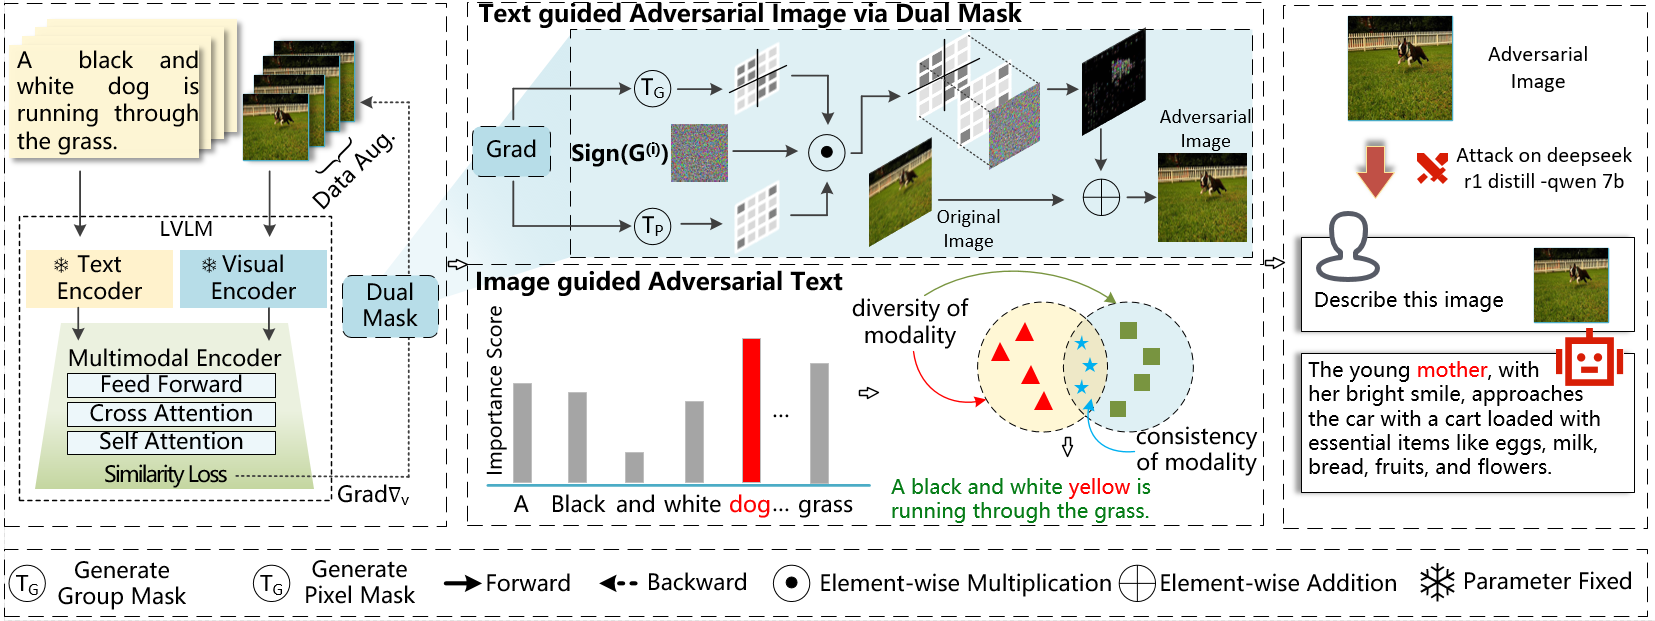 A black and
white dog is
running through
the grass.
Data Aug.
LVLM
Text
Encoder
Visual
Encoder
Dual
Mask
Multimodal Encoder
Feed Forward
Cross Attention
Self Attention
Similarity Loss
Grad∇v
Text guided Adversarial Image via Dual Mask
Grad
TG
Sign(G(i))
TP
Original
Image
Adversarial
Image
Image guided Adversarial Text
Importance Score
A Black and white dog... grass
...
diversity of
modality
consistency
of modality
A black and white yellow is
running through the grass.
Adversarial
Image
Attack on deepseek
r1 distill -qwen 7b
Describe this image
The young mother, with
her bright smile, approaches
the car with a cart loaded with
essential items like eggs, milk,
bread, fruits, and flowers.
TG Generate
Group Mask
TG Generate
Pixel Mask
Forward
Backward
Element-wise Multiplication
Element-wise Addition
Parameter Fixed